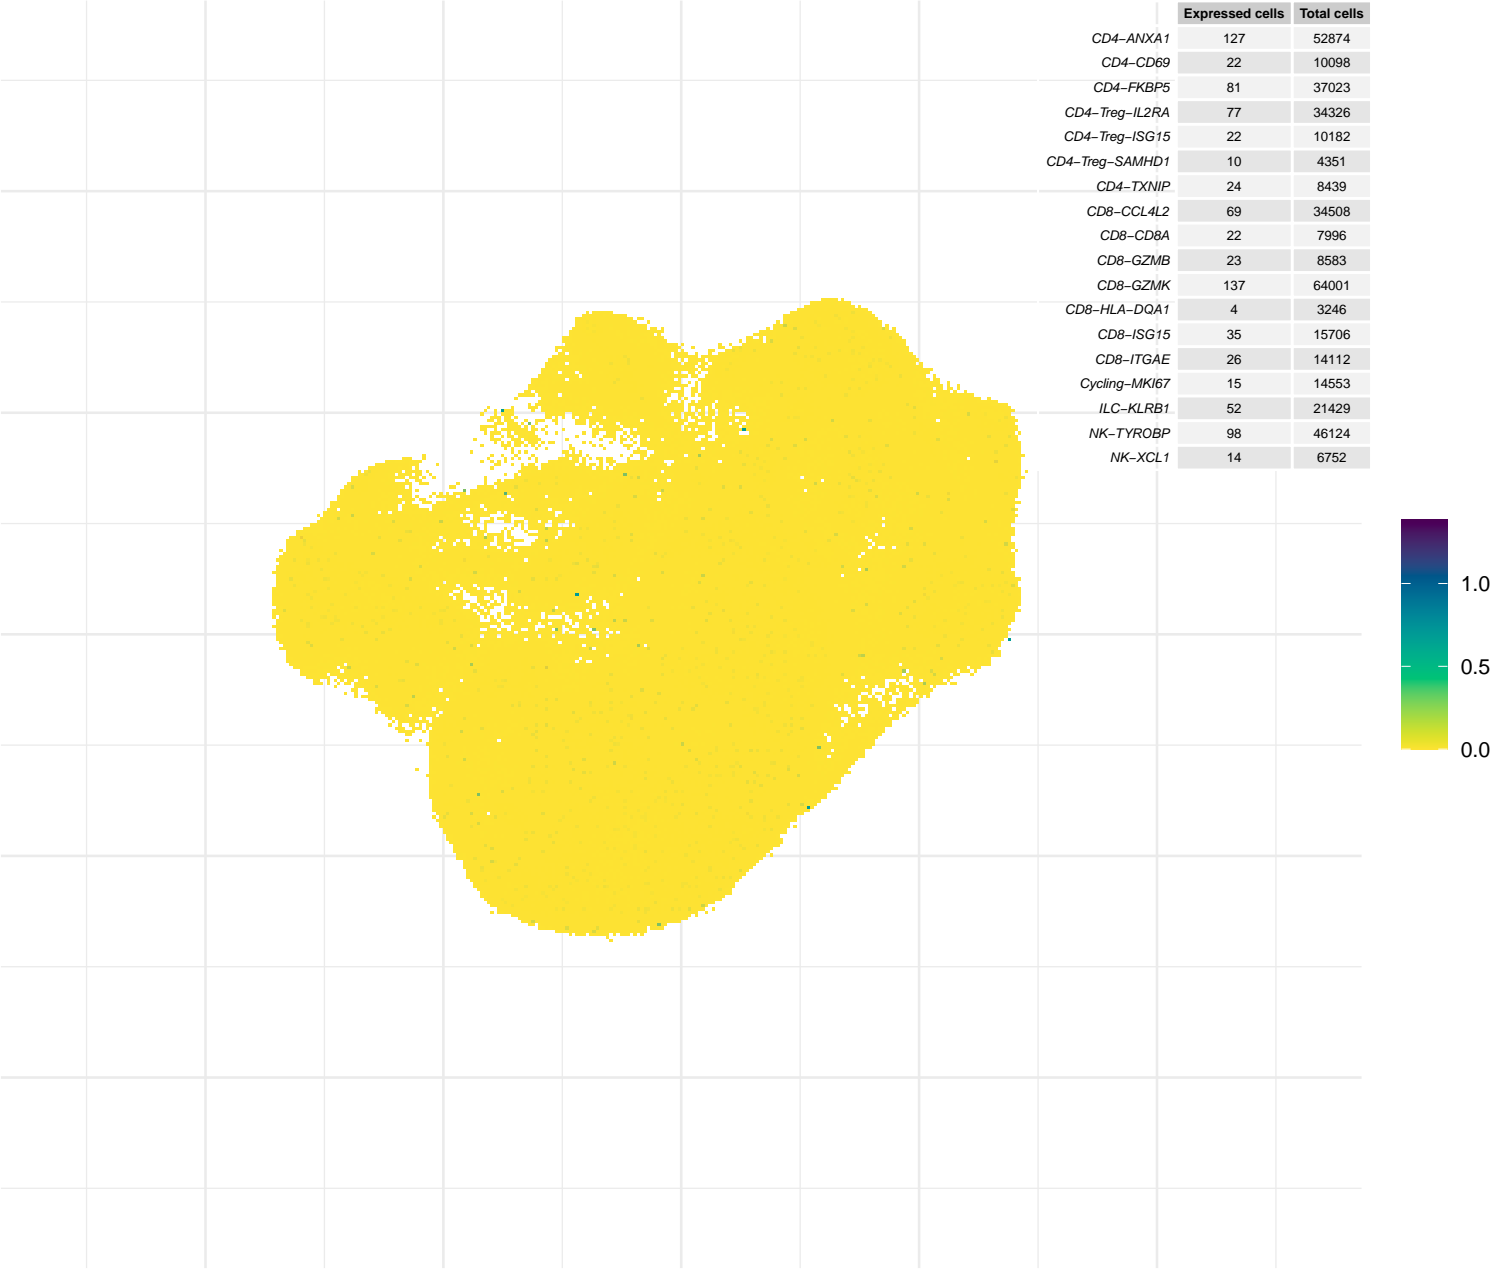 Expressed cells Total cells
CD4−ANXA1 127 52874
CD4−CD69 22 10098
CD4−FKBP5 81 37023
CD4−Treg−IL2RA 77 34326
CD4−Treg−ISG15 22 10182
CD4−Treg−SAMHD1 10 4351
CD4−TXNIP 24 8439
CD8−CCL4L2 69 34508
CD8−CD8A 22 7996
CD8−GZMB 23 8583
CD8−GZMK 137 64001
CD8−HLA−DQA1 4 3246
CD8−ISG15 35 15706
CD8−ITGAE 26 14112
Cycling−MKI67 15 14553
ILC−KLRB1 52 21429
NK−TYROBP 98 46124
NK−XCL1 14 6752
1.0
0.5
0.0